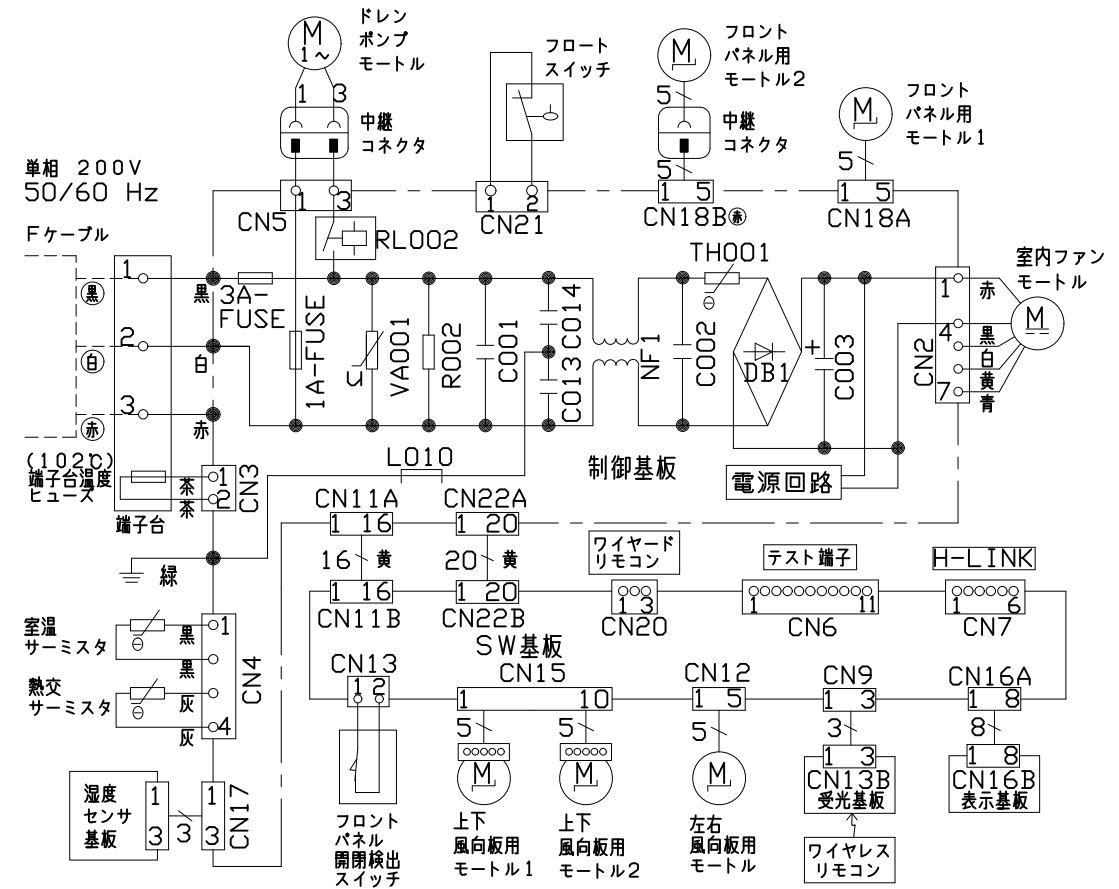 ドレン
ポンプ
モートル
M
1～
1 3
中継
コネクタ
フロート
スイッチ
フロント
パネル用
モートル2
M
5
中継
コネクタ
5
フロント
パネル用
モートル1
M
5
単相 200V
50/60 Hz
Fケーブル
1 3
CN5
1 2
CN21
1 5
CN18B㊤赤
1 5
CN18A
RL002
TH001
θ
室内ファン
モートル
M
1
黒
黒
2
白
白
3
赤
赤
3A-
FUSE
1A-FUSE
u
VA001
R002
C001
C014
C013
NF1
C002
DB1
+
C003
1
4
7
CN2
赤
黒
白
黄
青
(102℃)
端子台温度
ヒューズ
茶
茶
1
2
CN3
端子台
L010
制御基板
電源回路
緑
CN11A
1 16
16 黄
1 16
CN11B
CN22A
1 20
20 黄
1 20
CN22B
ワイヤード
リモコン
1 3
CN20
テスト端子
1 11
CN6
H-LINK
1 6
CN7
SW基板
室温
サーミスタ
θ
黒
黒
熱交
サーミスタ
θ
灰
灰
1
4
CN4
CN13
1 2
CN15
1 10
CN12
1 5
CN9
1 3
CN16A
1 8
5
5
5
3
8
M
M
M
1 3
CN13B
受光基板
1 8
CN16B
表示基板
湿度
センサ
基板
1
3
3
1
3
CN17
フロント
パネル
開閉検出
スイッチ
上下
風向板用
モートル1
上下
風向板用
モートル2
左右
風向板用
モートル
ワイヤレス
リモコン